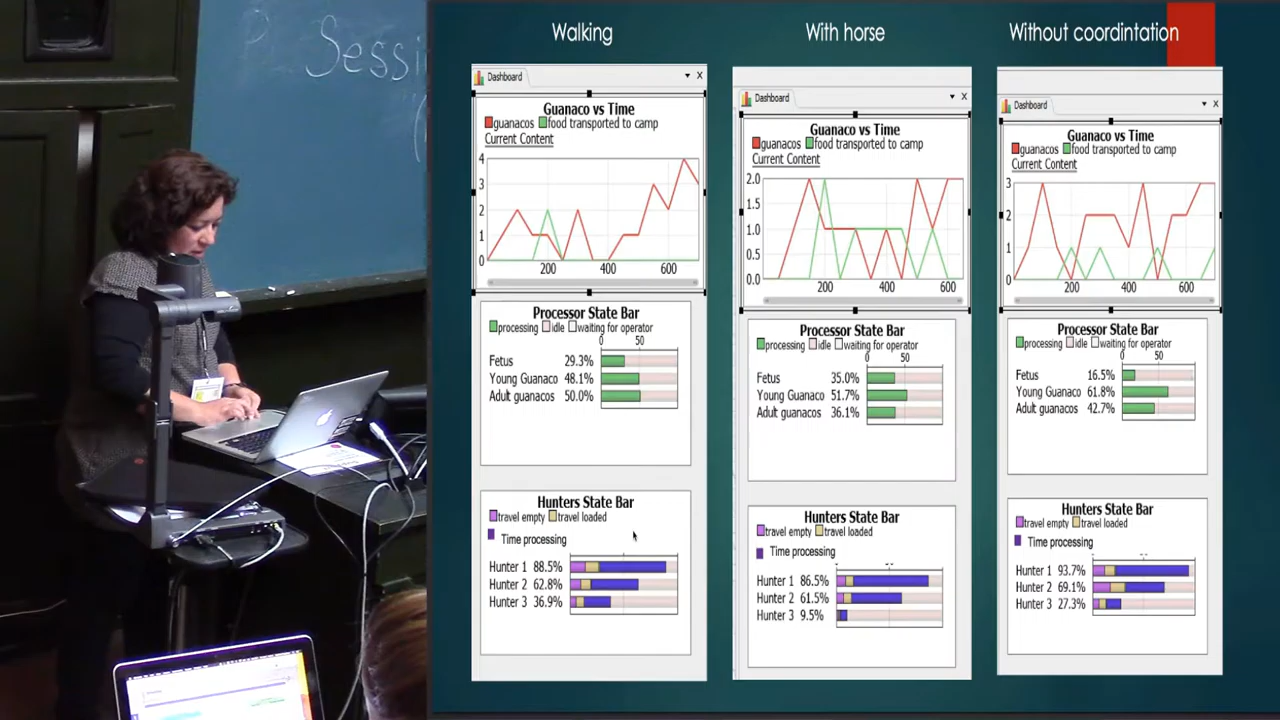 Sessi
Walking
Dashboard
Guanaco vs Time
guanacos food transported to camp
Current Content
4
3
2
1
0
200 400 600
Processor State Bar
processing idle waiting for operator
0 50
Fetus 29.3%
Young Guanaco 48.1%
Adult guanacos 50.0%
Hunters State Bar
travel empty travel loaded
Time processing
Hunter 1 88.5%
Hunter 2 62.8%
Hunter 3 36.9%
With horse
Dashboard
Guanaco vs Time
guanacos food transported to camp
Current Content
2.0
1.5
1.0
0.5
0.0
200 400 600
Processor State Bar
processing idle waiting for operator
0 50
Fetus 35.0%
Young Guanaco 51.7%
Adult guanacos 36.1%
Hunters State Bar
travel empty travel loaded
Time processing
Hunter 1 86.5%
Hunter 2 61.5%
Hunter 3 9.5%
Without coordintation
Dashboard
Guanaco vs Time
guanacos food transported to camp
Current Content
3
2
1
0
200 400 600
Processor State Bar
processing idle waiting for operator
0 50
Fetus 16.5%
Young Guanaco 61.8%
Adult guanacos 42.7%
Hunters State Bar
travel empty travel loaded
Time processing
Hunter 1 93.7%
Hunter 2 69.1%
Hunter 3 27.3%